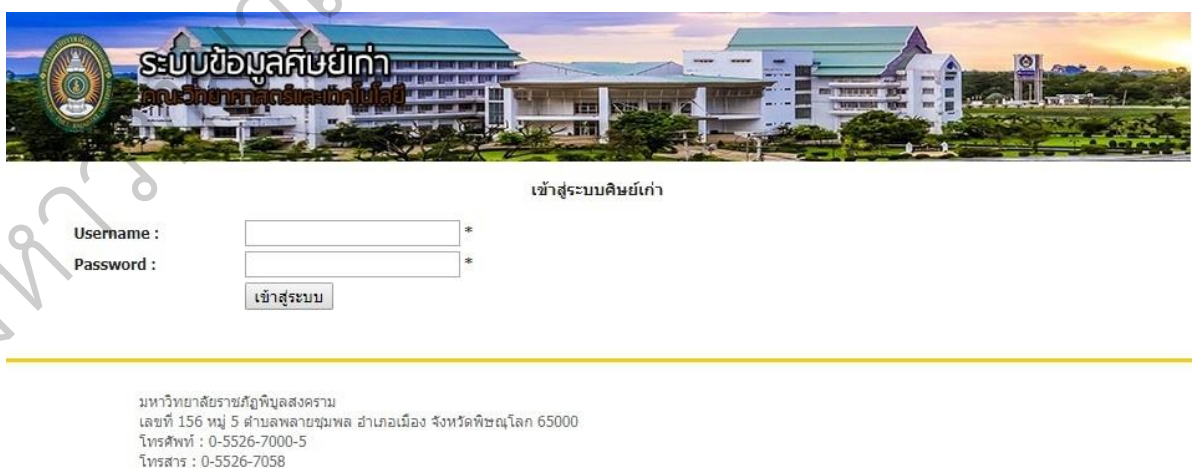 ระบบข้อมูลศิษย์เก่า
คณะวิทยาศาสตร์และเทคโนโลยี
เข้าสู่ระบบศิษย์เก่า
Username : *
Password : *
เข้าสู่ระบบ
มหาวิทยาลัยราชภัฏพิบูลสงคราม
เลขที่ 156 หมู่ 5 ตำบลพลายชุมพล อำเภอเมือง จังหวัดพิษณุโลก 65000
โทรศัพท์ : 0-5526-7000-5
โทรสาร : 0-5526-7058